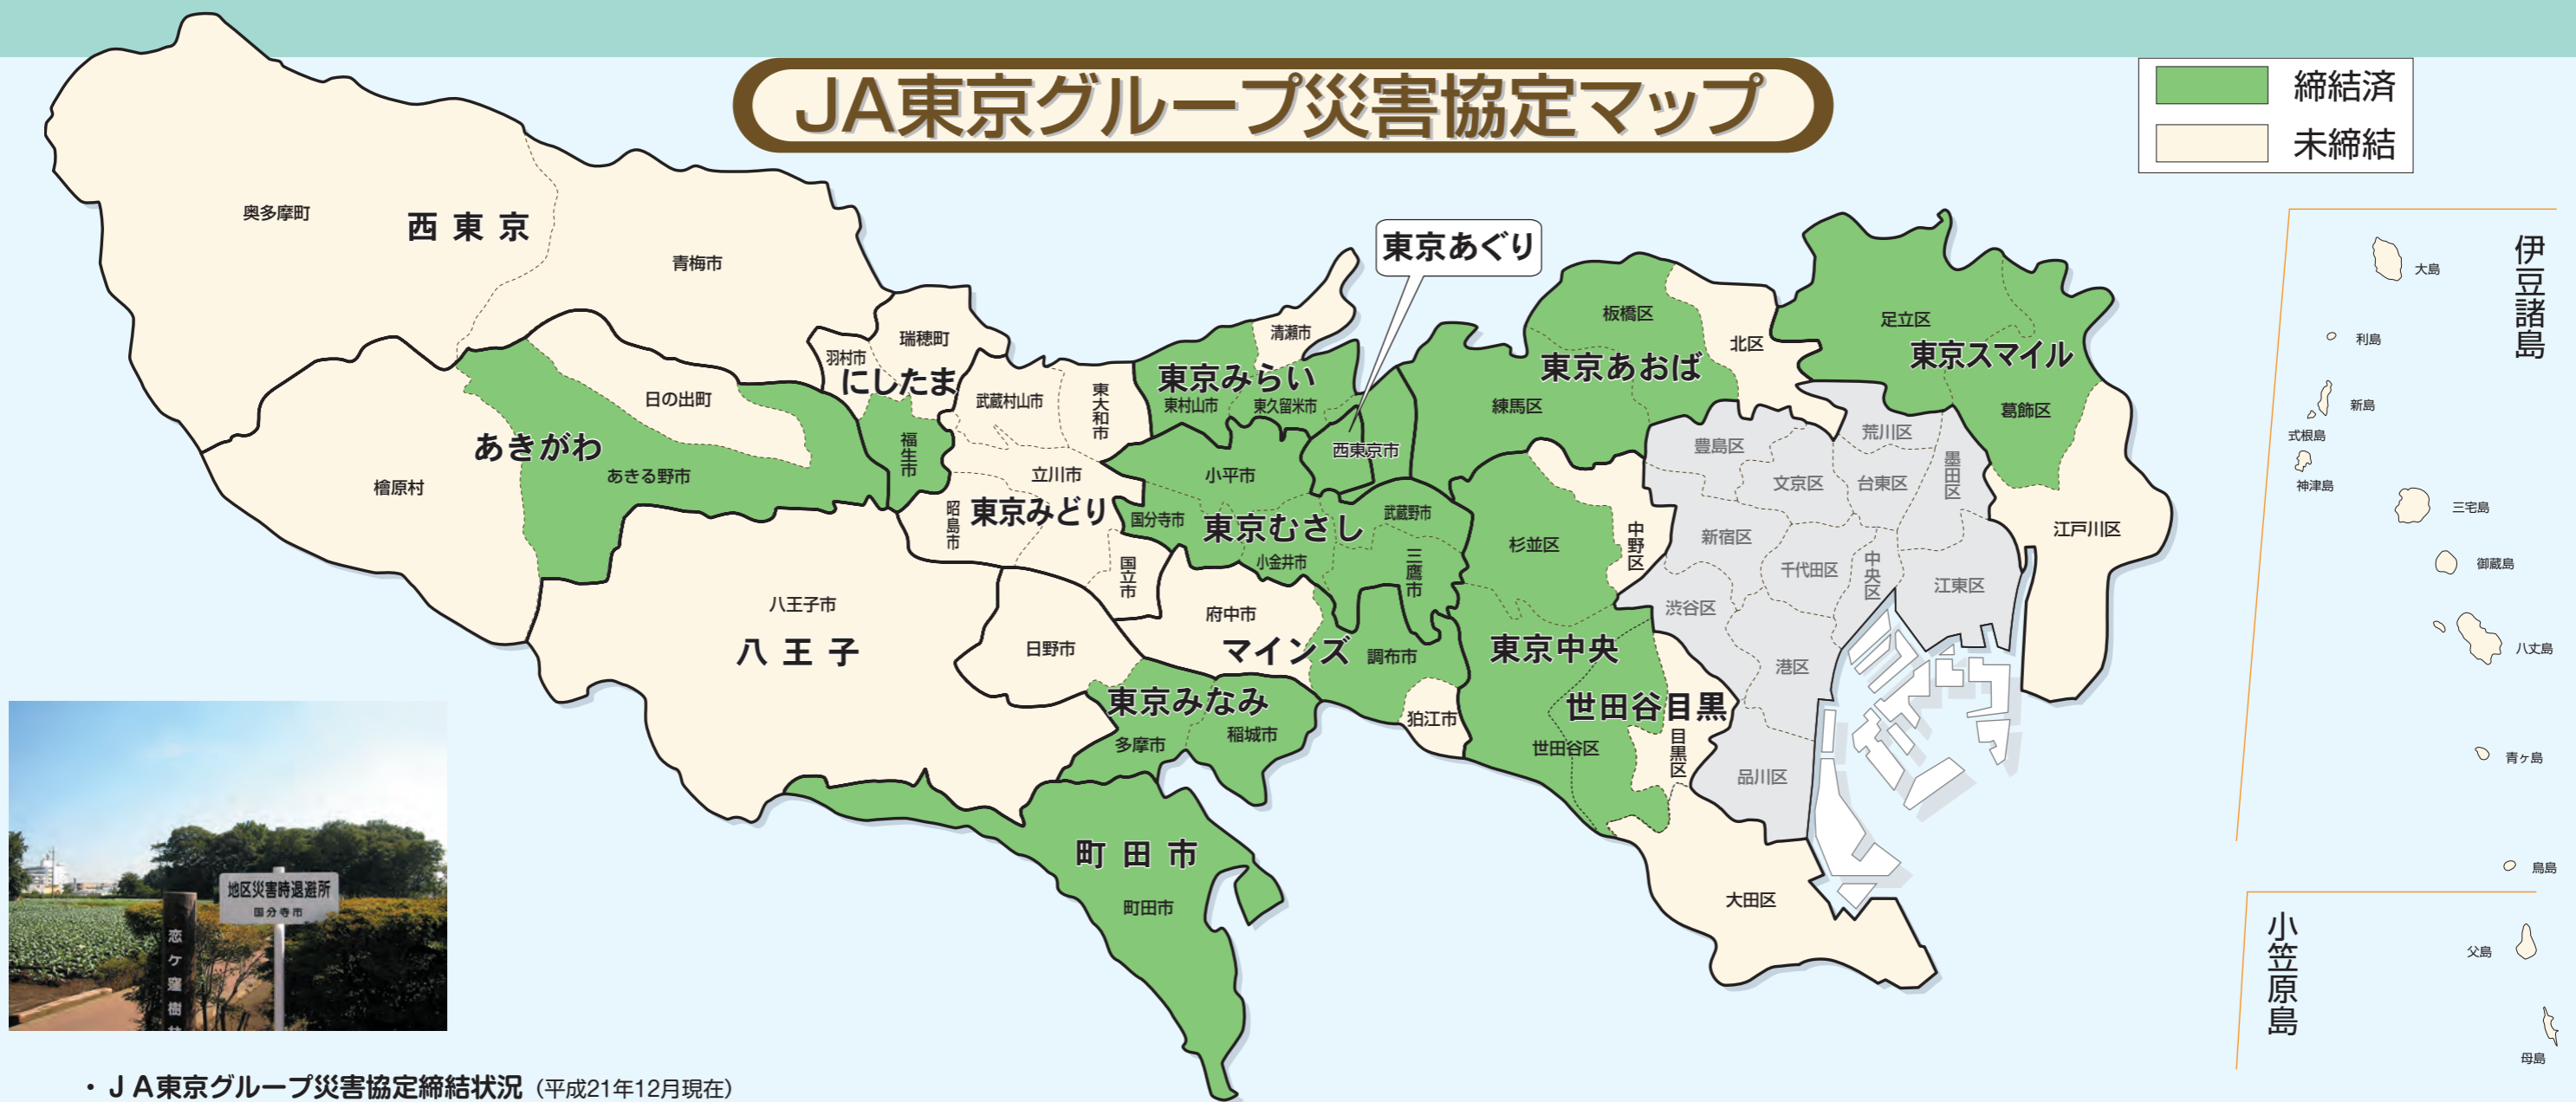 JA東京グループ災害協定マップ
締結済
未締結
奥多摩町
西東京
青梅市
瑞穂町
羽村市
にしたま
福生市
檜原村
あきがわ
日の出町
あきる野市
武蔵村山市
東大和市
立川市
昭島市
東京みどり
国立市
八王子市
八王子
日野市
清瀬市
東京みらい
東村山市
東久留米市
東京あぐり
西東京市
小平市
国分寺市
東京むさし
小金井市
武蔵野市
三鷹市
府中市
マインズ
調布市
狛江市
東京みなみ
多摩市
稲城市
町田市
町田市
板橋区
東京あおば
練馬区
北区
足立区
東京スマイル
葛飾区
江戸川区
杉並区
中野区
東京中央
世田谷目黒
世田谷区
目黒区
大田区
豊島区
荒川区
文京区
台東区
墨田区
新宿区
千代田区
中央区
江東区
渋谷区
港区
品川区
伊豆諸島
大島
利島
新島
式根島
神津島
三宅島
御蔵島
八丈島
青ヶ島
鳥島
小笠原島
父島
母島
地区災害時退避所
国分寺市
恋ヶ窪樹林
・JA東京グループ災害協定締結状況（平成21年12月現在）